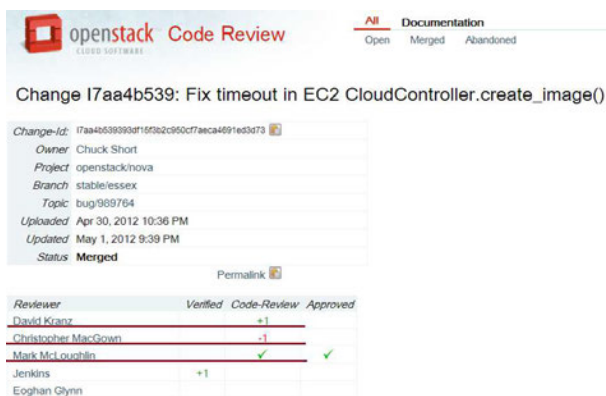 openstack Code Review
CLOUD SOFTWARE
All Documentation
Open Merged Abandoned
Change I7aa4b539: Fix timeout in EC2 CloudController.create_image()
Change-Id: I7aa4b539393df15f3b2c950cf7aeca4691ed3d73
Owner Chuck Short
Project openstack/nova
Branch stable/essex
Topic bug/989764
Uploaded Apr 30, 2012 10:36 PM
Updated May 1, 2012 9:39 PM
Status Merged
Permalink
Reviewer Verified Code-Review Approved
David Kranz +1
Christopher MacGown -1
Mark McLoughlin ✓ ✓
Jenkins +1
Eoghan Glynn